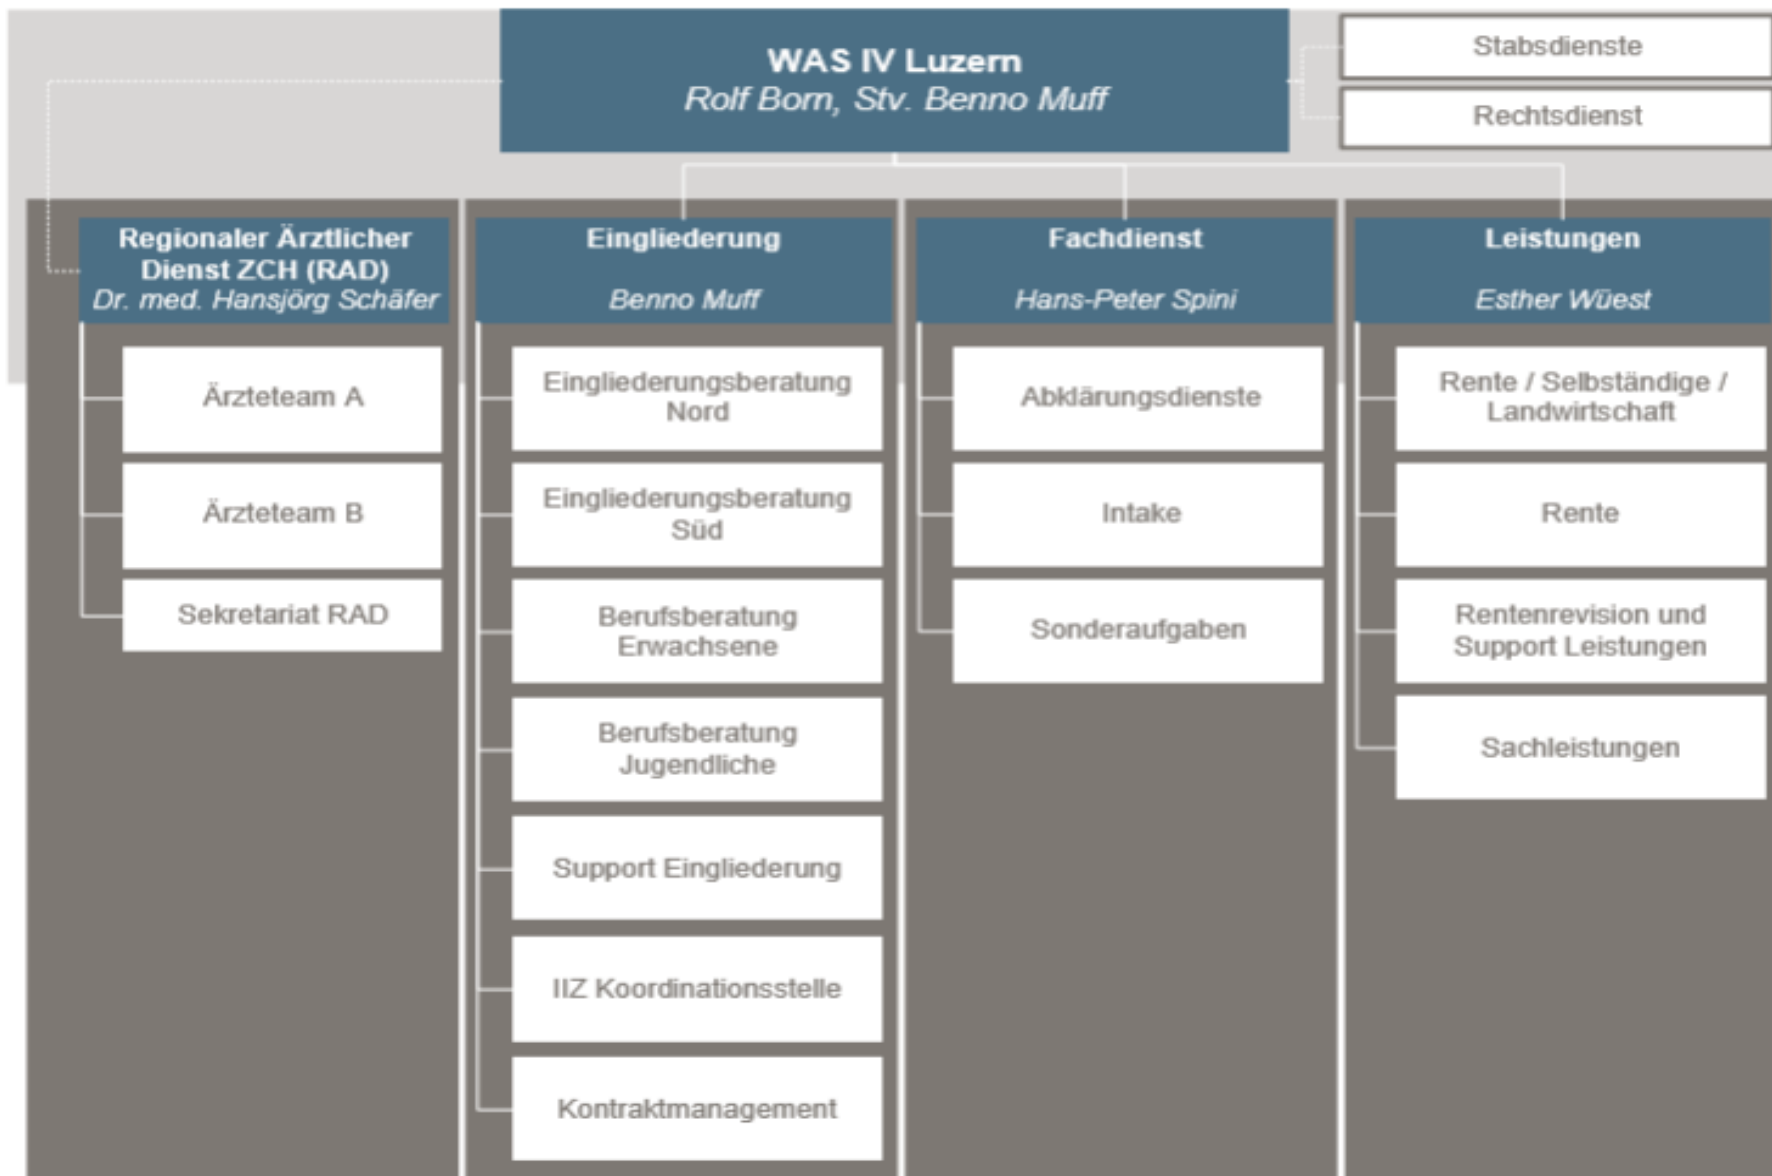 WAS IV Luzern
Rolf Born, Stv. Benno Muff
Stabsdienste
Rechtsdienst
Regionaler Ärztlicher
Dienst ZCH (RAD)
Dr. med. Hansjörg Schäfer
Ärzteteam A
Ärzteteam B
Sekretariat RAD
Eingliederung
Benno Muff
Eingliederungsberatung
Nord
Eingliederungsberatung
Süd
Berufsberatung
Erwachsene
Berufsberatung
Jugendliche
Support Eingliederung
IIZ Koordinationsstelle
Kontraktmanagement
Fachdienst
Hans-Peter Spini
Abklärungsdienste
Intake
Sonderaufgaben
Leistungen
Esther Wüest
Rente / Selbständige /
Landwirtschaft
Rente
Rentenrevision und
Support Leistungen
Sachleistungen